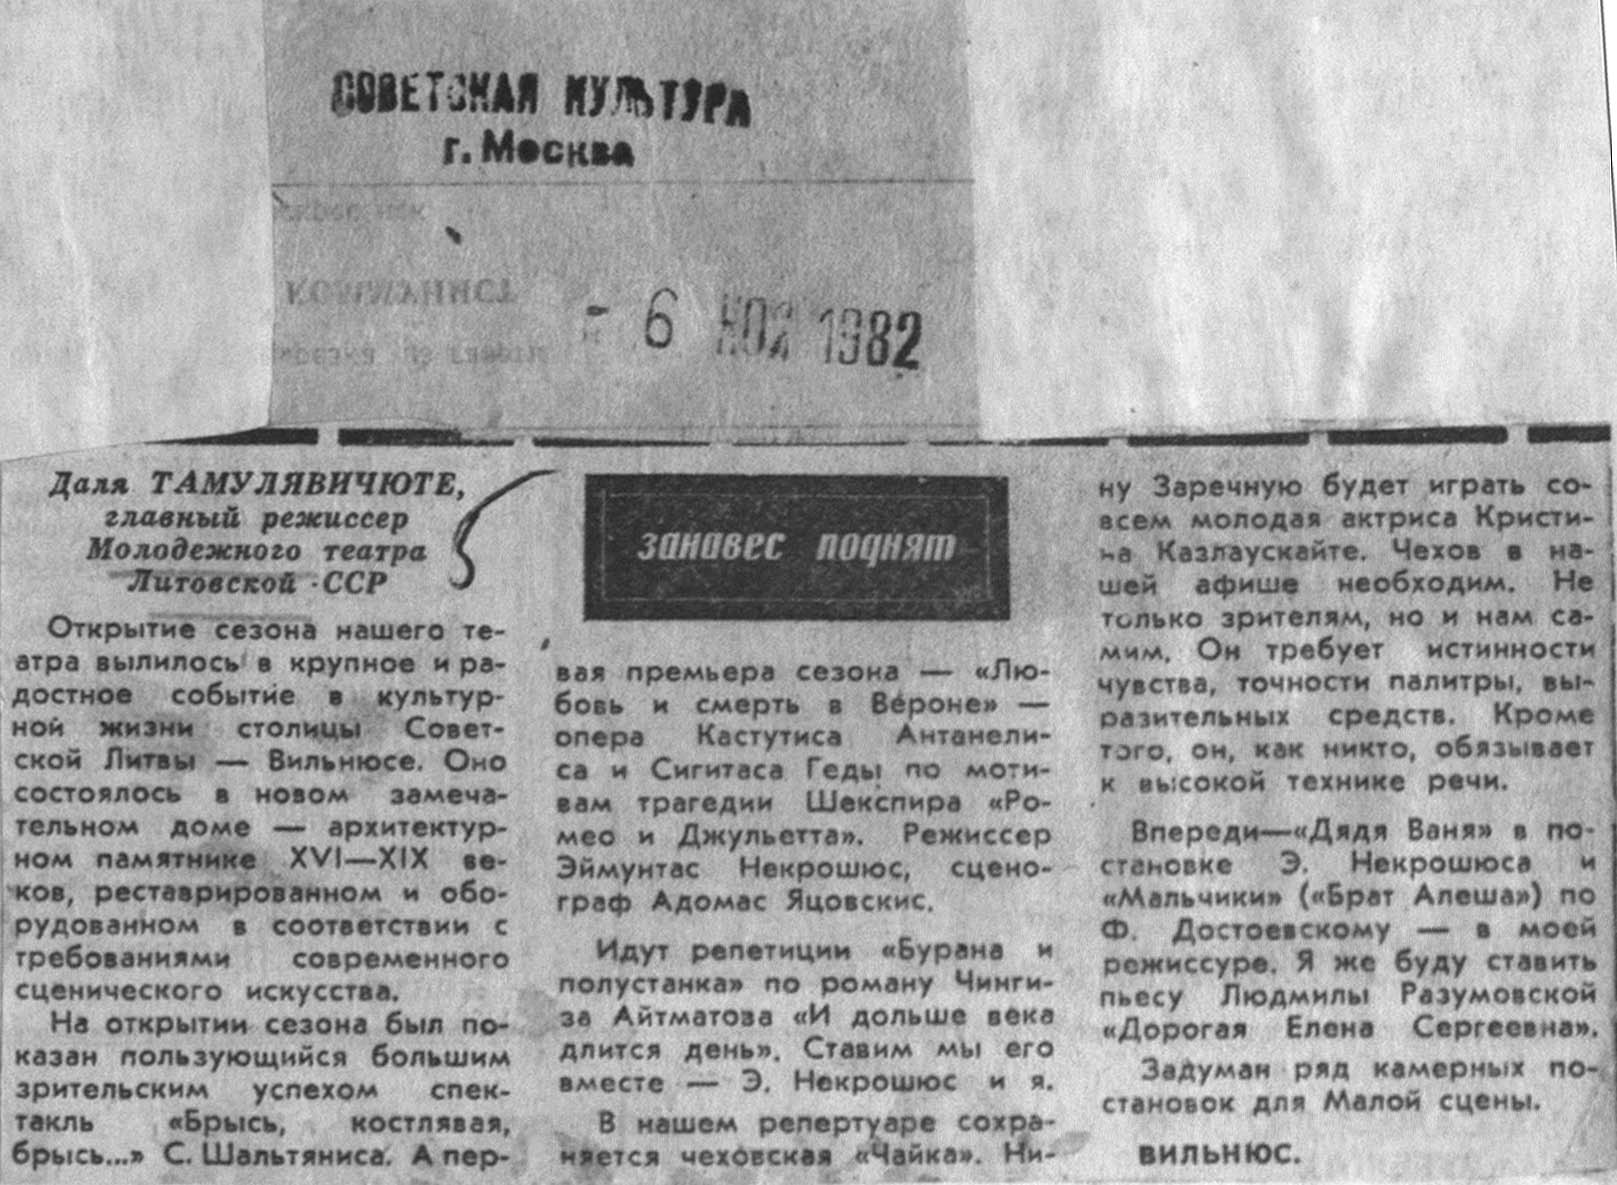 СОВЕТСКАЯ КУЛЬТУРА
г. Москва
КОММУНИСТ
- 6 НОЯ 1982
Даля ТАМУЛЯВИЧЮТЕ,
главный режиссер
Молодежного театра
Литовской ССР
Открытие сезона нашего те-
атра вылилось в крупное и ра-
достное событие в культур-
ной жизни столицы Совет-
ской Литвы — Вильнюсе. Оно
состоялось в новом замеча-
тельном доме — архитектур-
ном памятнике XVI—XIX ве-
ков, реставрированном и обо-
рудованном в соответствии с
требованиями современного
сценического искусства.
На открытии сезона был по-
казан пользующийся большим
зрительским успехом спек-
такль «Брысь, костлявая,
брысь...» С. Шальтяниса. А пер-
занавес поднят
вая премьера сезона — «Лю-
бовь и смерть в Вероне» —
опера Кастутиса Антанели-
са и Сигитаса Геды по моти-
вам трагедии Шекспира «Ро-
мео и Джульетта». Режиссер
Эймунтас Некрошюс, сцено-
граф Адомас Яцовскис.
Идут репетиции «Бурана и
полустанка» по роману Чинги-
за Айтматова «И дольше века
длится день». Ставим мы его
вместе — Э. Некрошюс и я.
В нашем репертуаре сохра-
няется чеховская «Чайка». Ни-
ну Заречную будет играть со-
всем молодая актриса Кристи-
на Казлаускайте. Чехов в на-
шей афише необходим. Не
только зрителям, но и нам са-
мим. Он требует истинности
чувства, точности палитры, вы-
разительных средств. Кроме
того, он, как никто, обязывает
к высокой технике речи.
Впереди—«Дядя Ваня» в по-
становке Э. Некрошюса и
«Мальчики» («Брат Алеша») по
Ф. Достоевскому — в моей
режиссуре. Я же буду ставить
пьесу Людмилы Разумовской
«Дорогая Елена Сергеевна».
Задуман ряд камерных по-
становок для Малой сцены.
ВИЛЬНЮС.